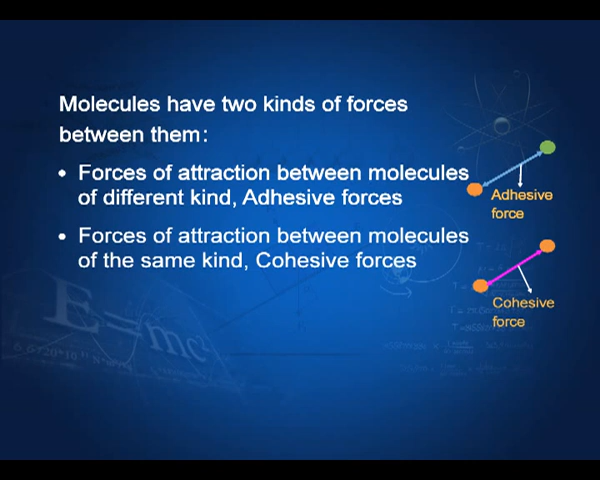 Molecules have two kinds of forces
between them:
• Forces of attraction between molecules
of different kind, Adhesive forces
• Forces of attraction between molecules
of the same kind, Cohesive forces
Adhesive
force
Cohesive
force
E=mc²